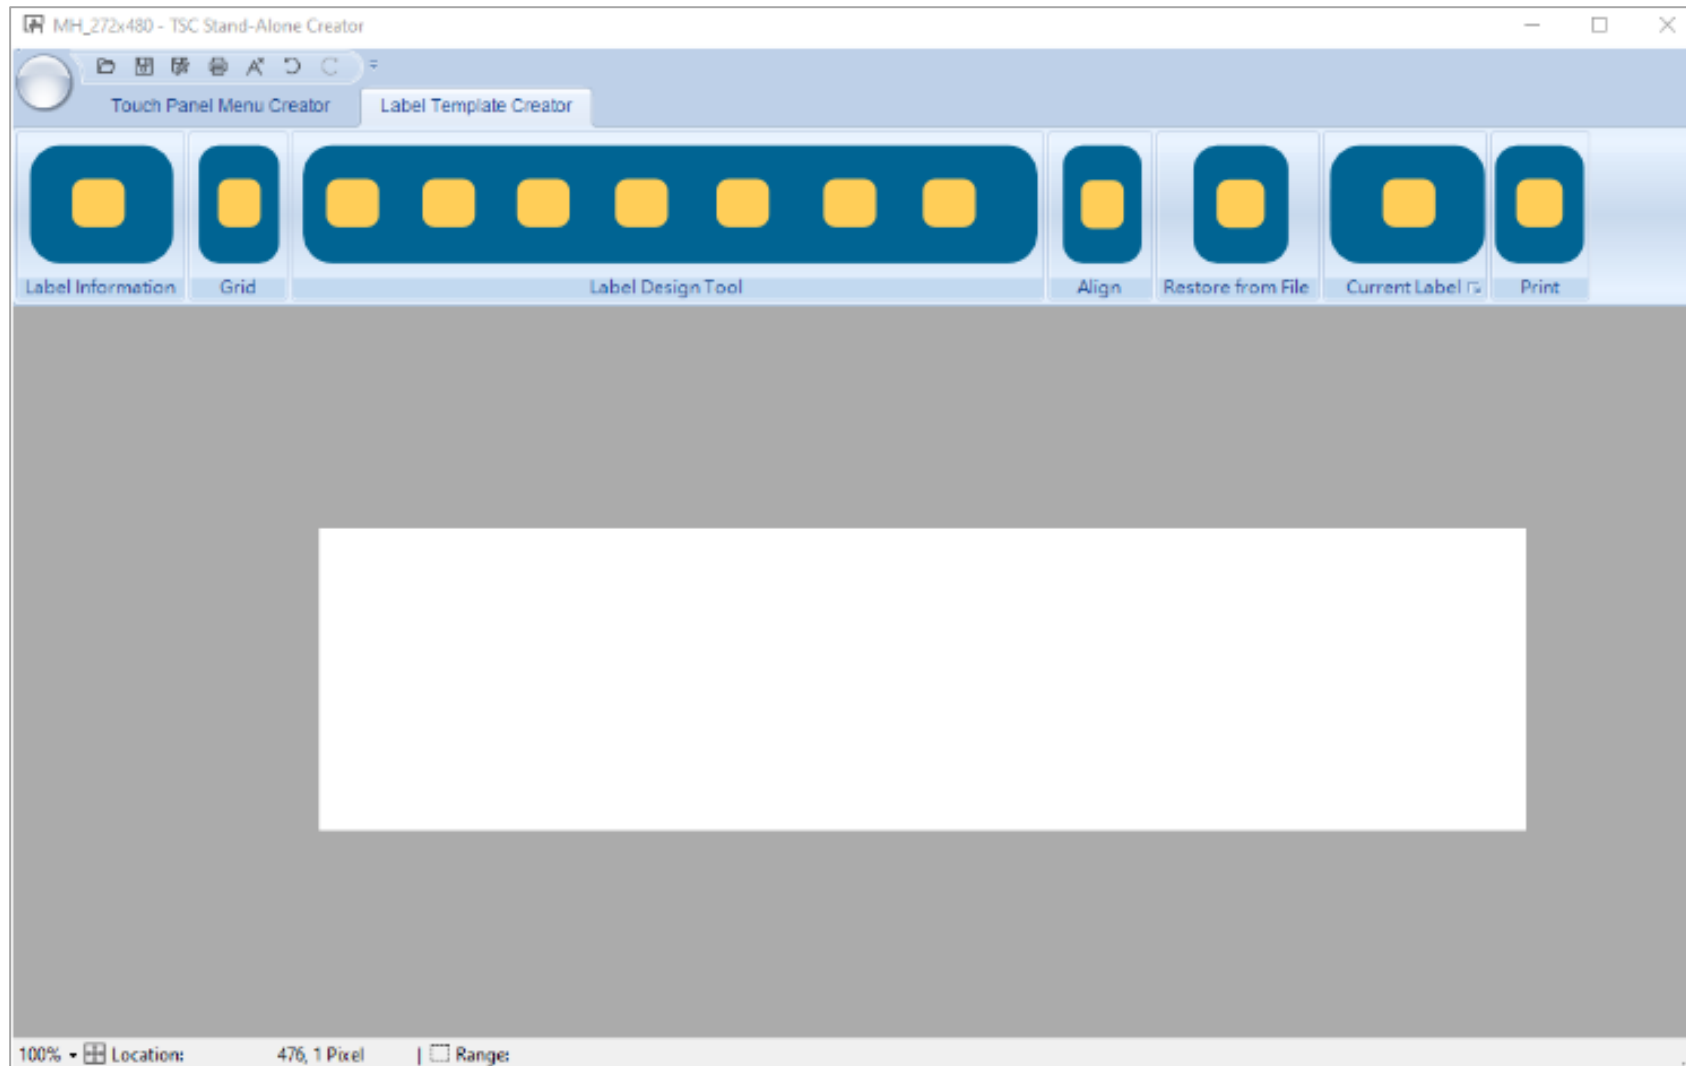 MH_272x480 - TSC Stand-Alone Creator
Touch Panel Menu Creator Label Template Creator
Label Information Grid Label Design Tool Align Restore from File Current Label Print
100% Location: 476, 1 Pixel | Range: